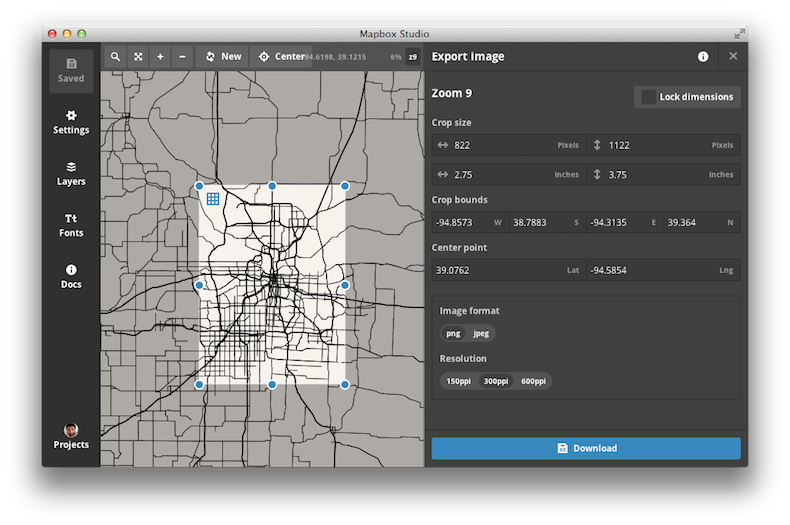 Mapbox Studio
Saved
Settings
Layers
Fonts
Docs
Projects
New
Center
94.6198, 39.1215
6%
z9
Export image
Zoom 9
Lock dimensions
Crop size
822 Pixels
1122 Pixels
2.75 Inches
3.75 Inches
Crop bounds
-94.8573 W
38.7883 S
-94.3135 E
39.364 N
Center point
39.0762 Lat
-94.5854 Lng
Image format
png jpeg
Resolution
150ppi 300ppi 600ppi
Download